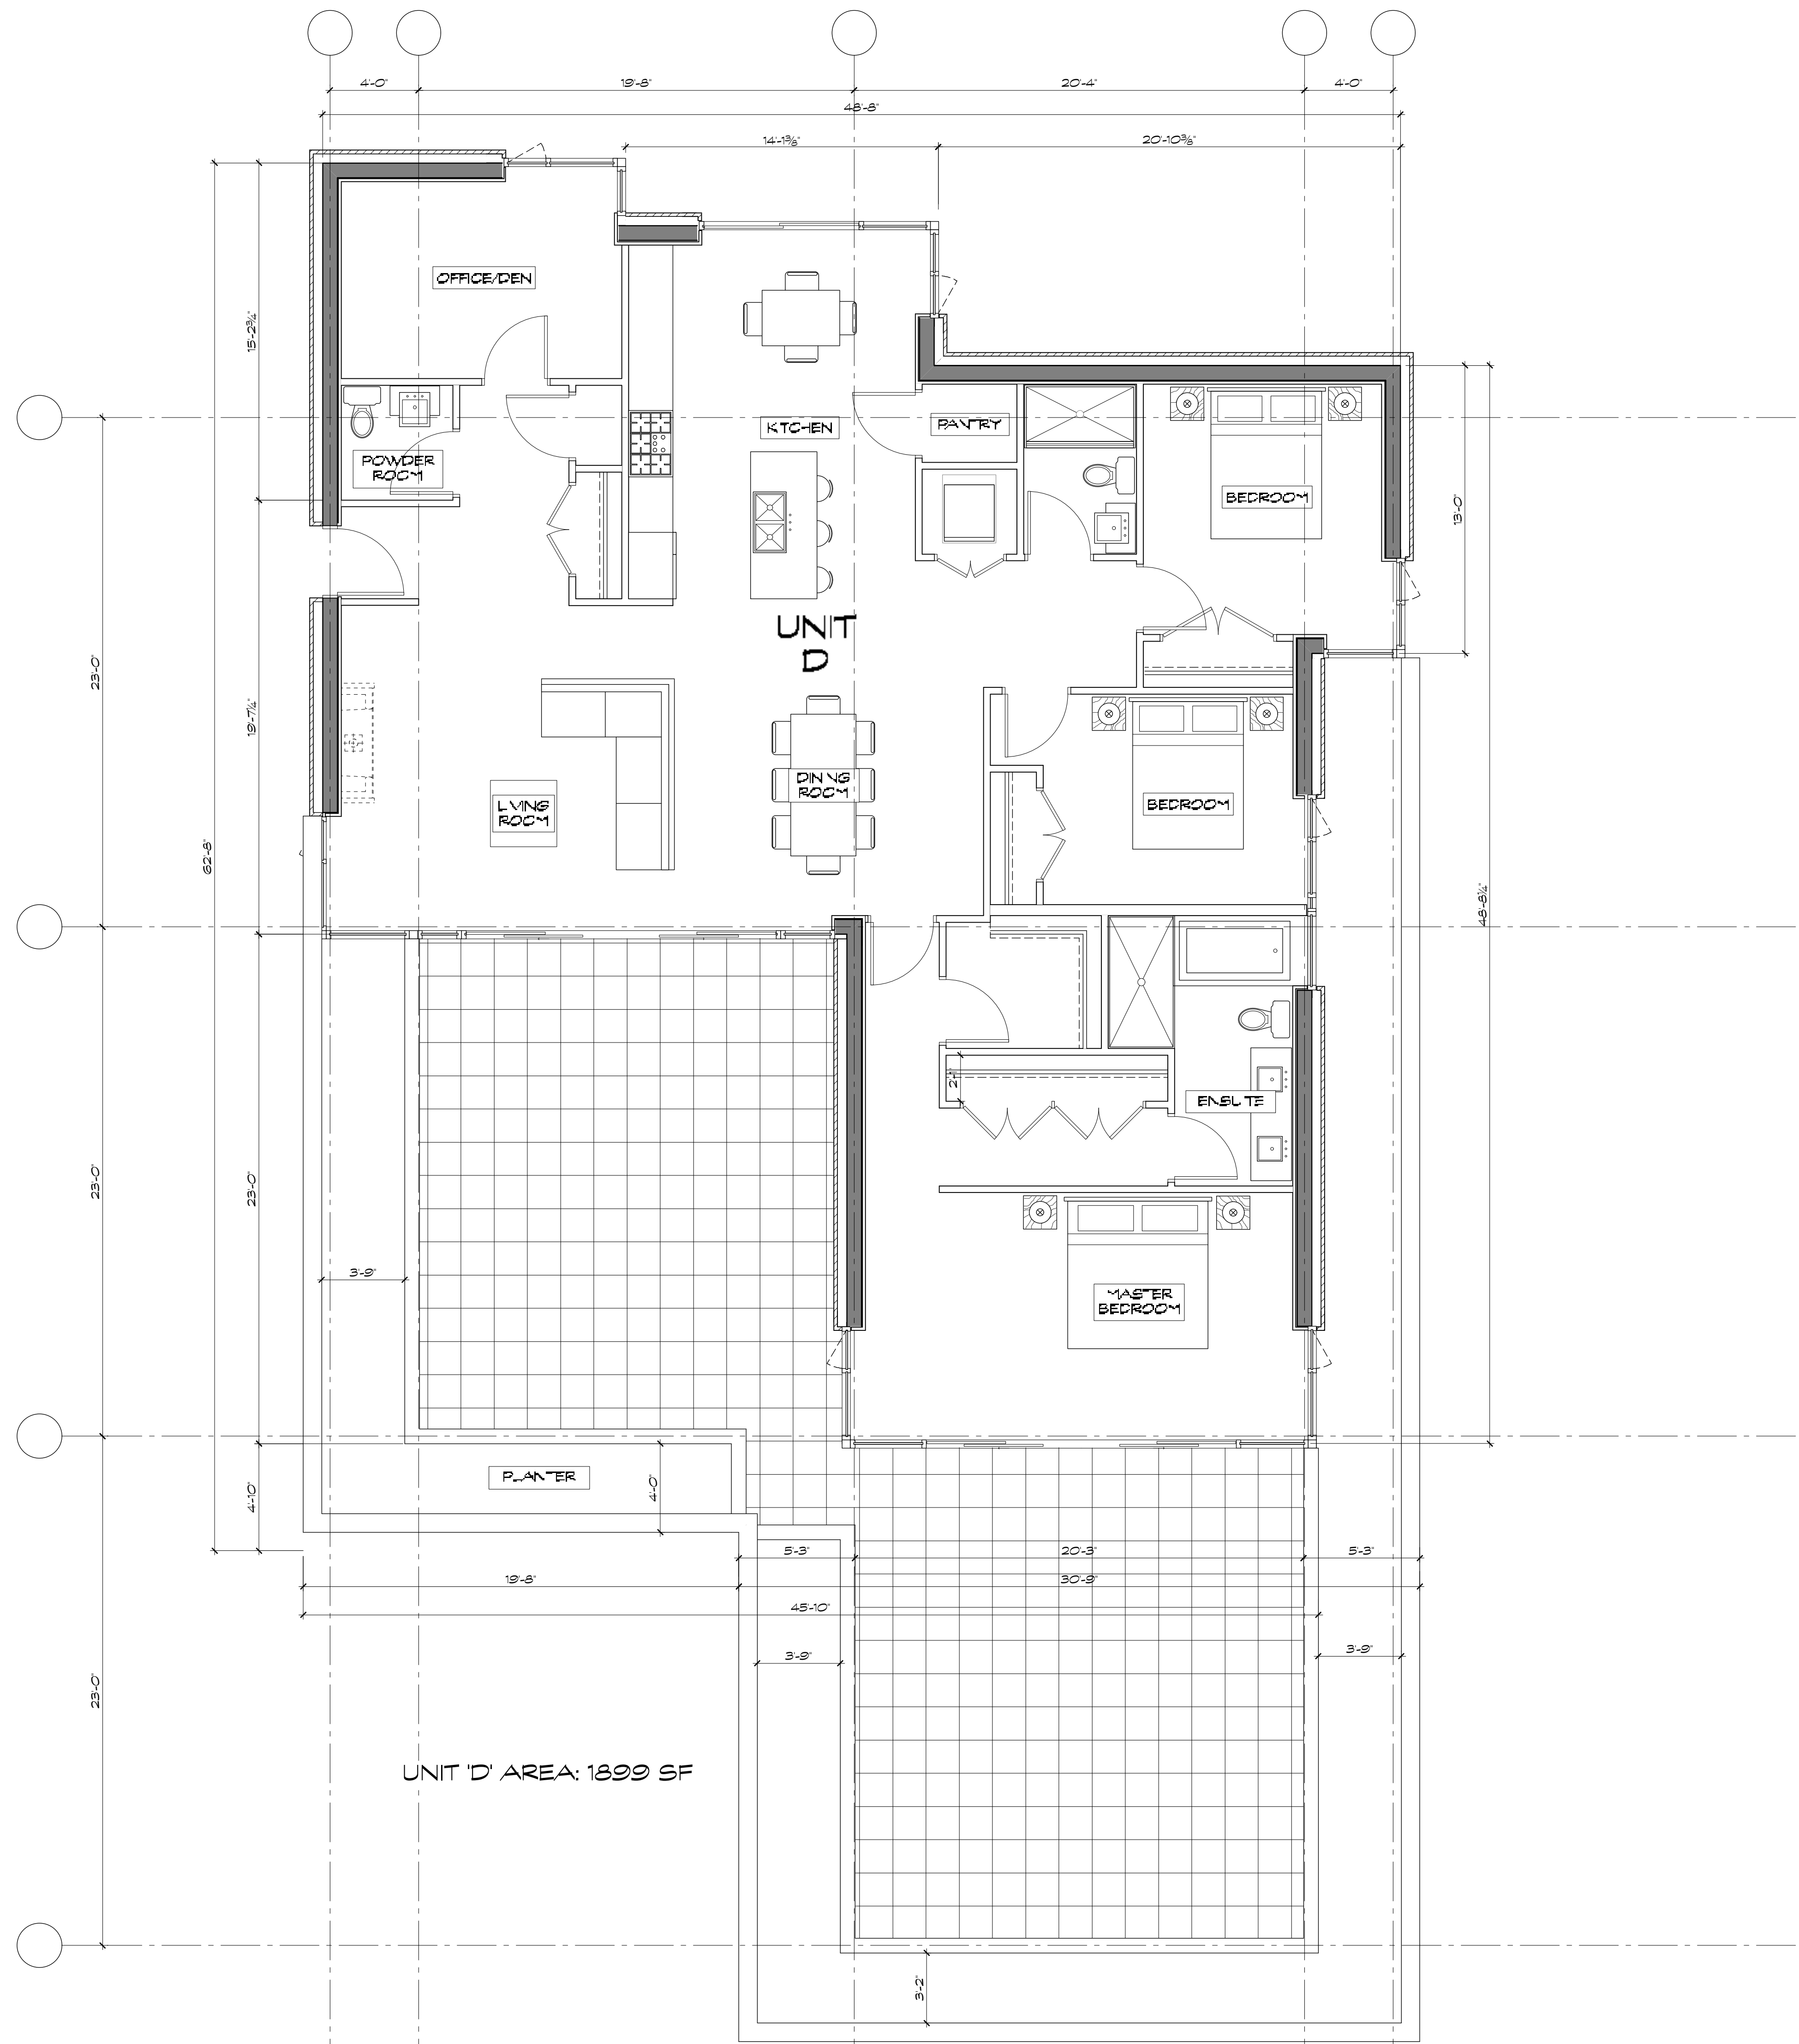 4'-0"
19'-8"
20'-4"
4'-0"
48'-8"
14'-1⅜"
20'-10⅜"
OFFICE/DEN
15'-2¾"
KITCHEN
PANTRY
POWDER
ROOM
BEDROOM
13'-0"
UNIT
D
23'-0"
19'-7¼"
62'-8"
LIVING
ROOM
DINING
ROOM
BEDROOM
48'-8¼"
2'-1"
ENSUITE
23'-0"
23'-0"
3'-9"
MASTER
BEDROOM
PLANTER
4'-10"
4'-0"
5'-3"
20'-3"
5'-3"
19'-8"
30'-9"
45'-10"
3'-9"
3'-9"
23'-0"
UNIT 'D' AREA: 1899 SF
3'-2"